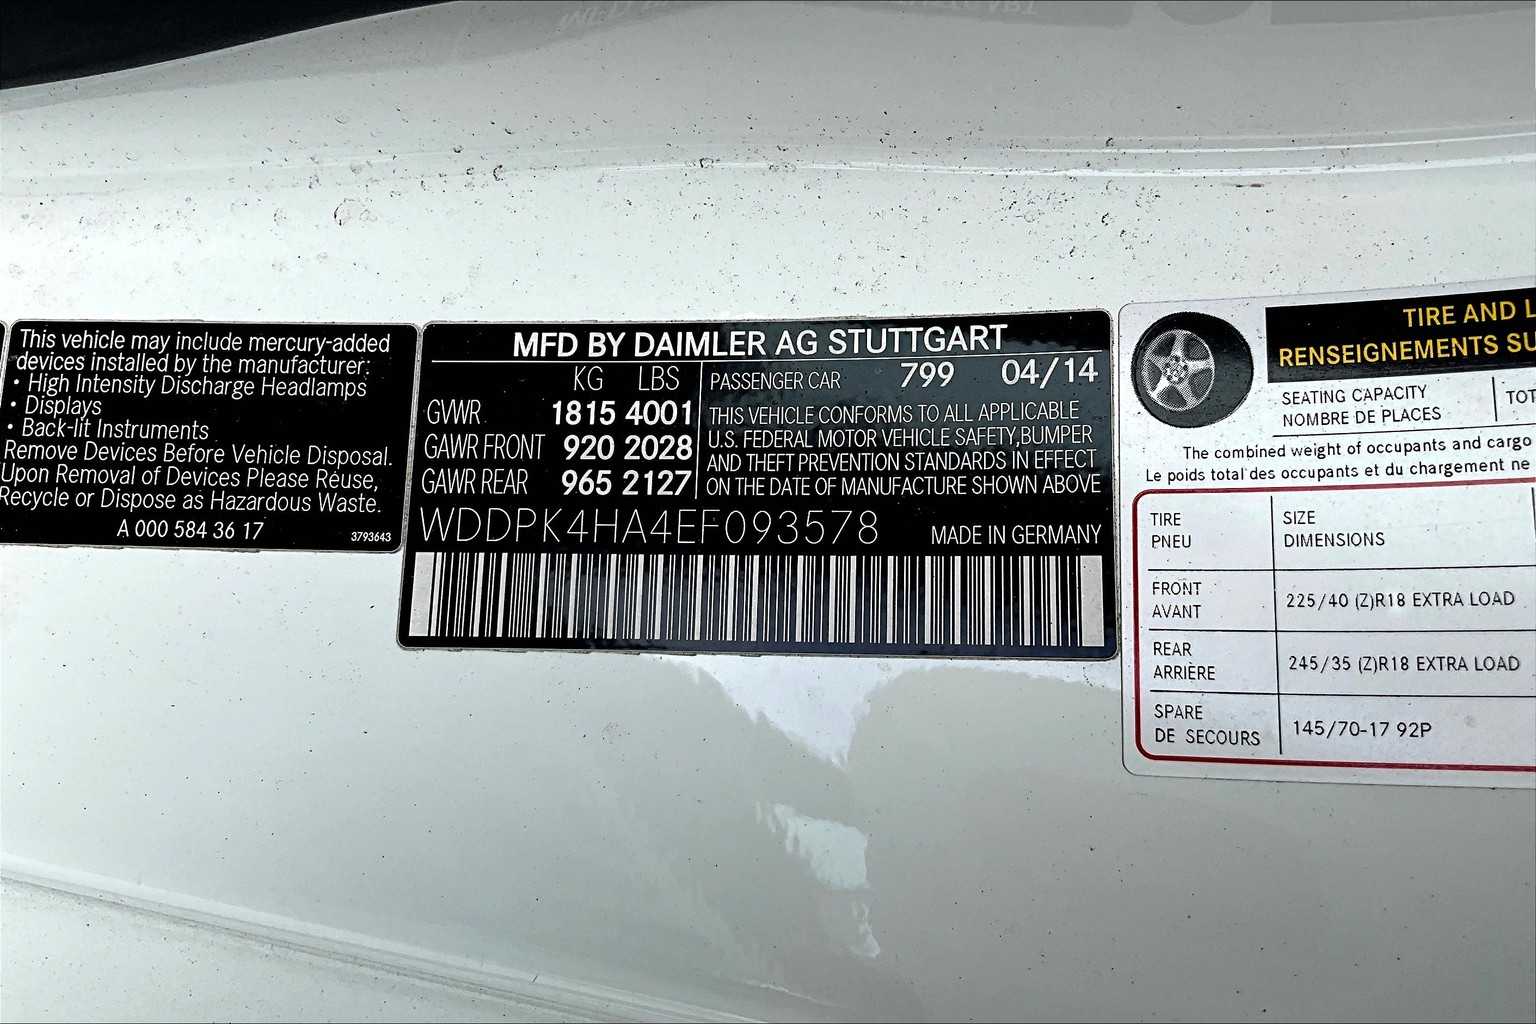 This vehicle may include mercury-added
devices installed by the manufacturer:
• High Intensity Discharge Headlamps
• Displays
• Back-lit Instruments
Remove Devices Before Vehicle Disposal.
Upon Removal of Devices Please Reuse,
Recycle or Dispose as Hazardous Waste.
A 000 584 36 17
3793643
MFD BY DAIMLER AG STUTTGART
KG LBS
GVWR 1815 4001
GAWR FRONT 920 2028
GAWR REAR 965 2127
PASSENGER CAR 799 04/14
THIS VEHICLE CONFORMS TO ALL APPLICABLE
U.S. FEDERAL MOTOR VEHICLE SAFETY,BUMPER
AND THEFT PREVENTION STANDARDS IN EFFECT
ON THE DATE OF MANUFACTURE SHOWN ABOVE
WDDPK4HA4EF093578
MADE IN GERMANY
TIRE AND
RENSEIGNEMENTS
SEATING CAPACITY
NOMBRE DE PLACES
The combined weight of occupants and cargo
Le poids total des occupants et du chargement ne
TIRE SIZE
PNEU DIMENSIONS
FRONT
AVANT
225/40 (Z)R18 EXTRA LOAD
REAR
ARRIÈRE
245/35 (Z)R18 EXTRA LOAD
SPARE
DE SECOURS
145/70-17 92P